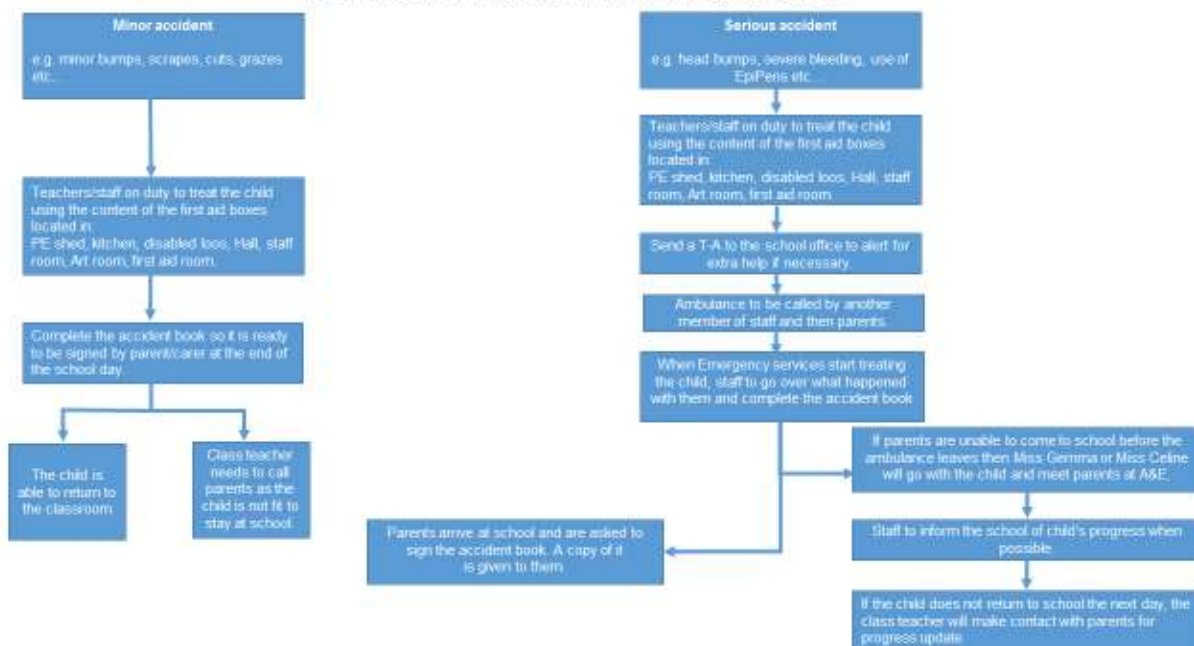 Minor accident
e.g. minor bumps, scrapes, cuts, grazes
etc...
Teachers/staff on duty to treat the child
using the content of the first aid boxes
located in:
PE shed, kitchen, disabled loos, Hall, staff
room, Art room, first aid room.
Complete the accident book so it is ready
to be signed by parent/carer at the end of
the school day.
The child is
able to return to
the classroom
Class teacher
needs to call
parents as the
child is not fit to
stay at school.
Serious accident
e.g. head bumps, severe bleeding, use of
EpiPens etc...
Teachers/staff on duty to treat the child
using the content of the first aid boxes
located in:
PE shed, kitchen, disabled loos, Hall, staff
room, Art room, first aid room.
Send a T-A to the school office to alert for
extra help if necessary.
Ambulance to be called by another
member of staff and then parents.
When Emergency services start treating
the child, staff to go over what happened
with them and complete the accident book
Parents arrive at school and are asked to
sign the accident book. A copy of it
is given to them
If parents are unable to come to school before the
ambulance leaves then Miss Gemma or Miss Celine
will go with the child and meet parents at A&E.
Staff to inform the school of child's progress when
possible.
If the child does not return to school the next day, the
class teacher will make contact with parents for
progress update